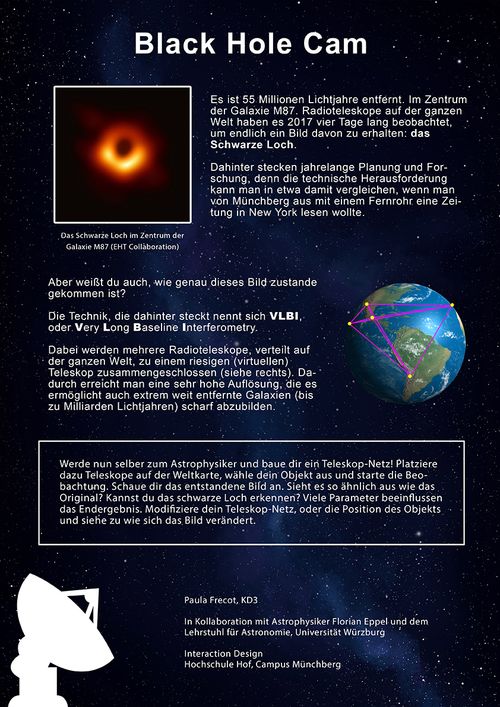 Black Hole Cam
Es ist 55 Millionen Lichtjahre entfernt. Im Zentrum
der Galaxie M87. Radioteleskope auf der ganzen
Welt haben es 2017 vier Tage lang beobachtet,
um endlich ein Bild davon zu erhalten: das
Schwarze Loch.
Dahinter stecken jahrelange Planung und For-
schung, denn die technische Herausforderung
kann man in etwa damit vergleichen, wenn man
von Münchberg aus mit einem Fernrohr eine Zei-
tung in New York lesen wollte.
Das Schwarze Loch im Zentrum der
Galaxie M87 (EHT Collaboration)
Aber weißt du auch, wie genau dieses Bild zustande
gekommen ist?
Die Technik, die dahinter steckt nennt sich VLBI,
oder Very Long Baseline Interferometry.
Dabei werden mehrere Radioteleskope, verteilt auf
der ganzen Welt, zu einem riesigen (virtuellen)
Teleskop zusammengeschlossen (siehe rechts). Da-
durch erreicht man eine sehr hohe Auflösung, die es
ermöglicht auch extrem weit entfernte Galaxien (bis
zu Milliarden Lichtjahren) scharf abzubilden.
Werde nun selber zum Astrophysiker und baue dir ein Teleskop-Netz! Platziere
dazu Teleskope auf der Weltkarte, wähle dein Objekt aus und starte die Beo-
bachtung. Schaue dir das entstandene Bild an. Sieht es so ähnlich aus wie das
Original? Kannst du das schwarze Loch erkennen? Viele Parameter beeinflussen
das Endergebnis. Modifiziere dein Teleskop-Netz, oder die Position des Objekts
und siehe zu wie sich das Bild verändert.
Paula Frecot, KD3
In Kollaboration mit Astrophysiker Florian Eppel und dem
Lehrstuhl für Astronomie, Universität Würzburg
Interaction Design
Hochschule Hof, Campus Münchberg